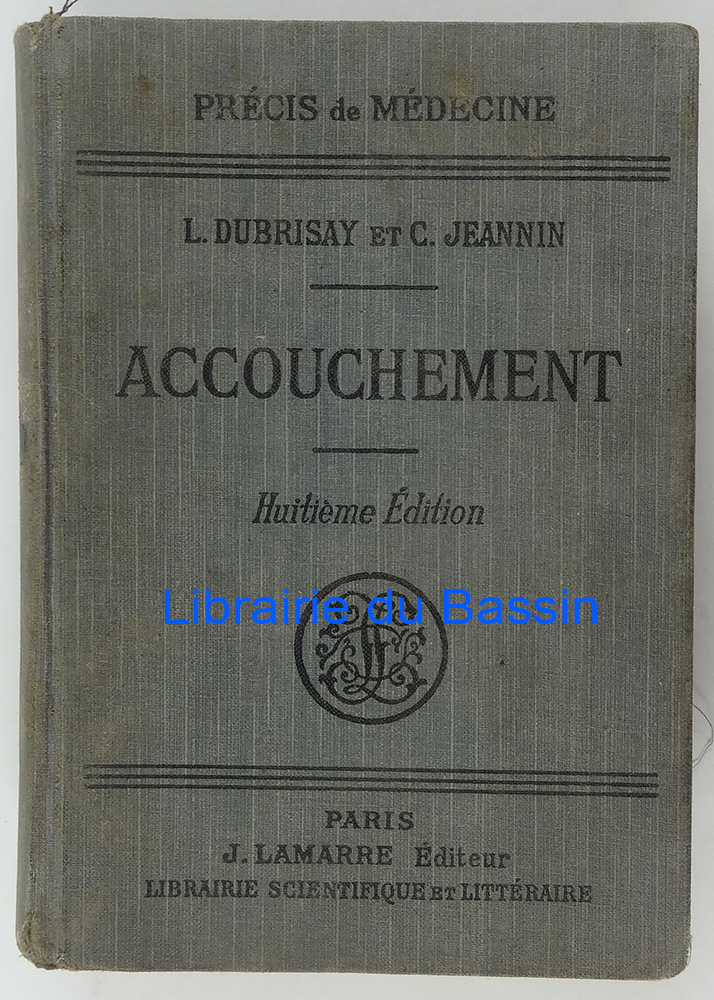 PRÉCIS de MÉDECINE
L. DUBRISAY ET C. JEANNIN
ACCOUCHEMENT
Huitième Édition
Librairie du Bassin
PARIS
J. LAMARRE Éditeur
LIBRAIRIE SCIENTIFIQUE ET LITTÉRAIRE